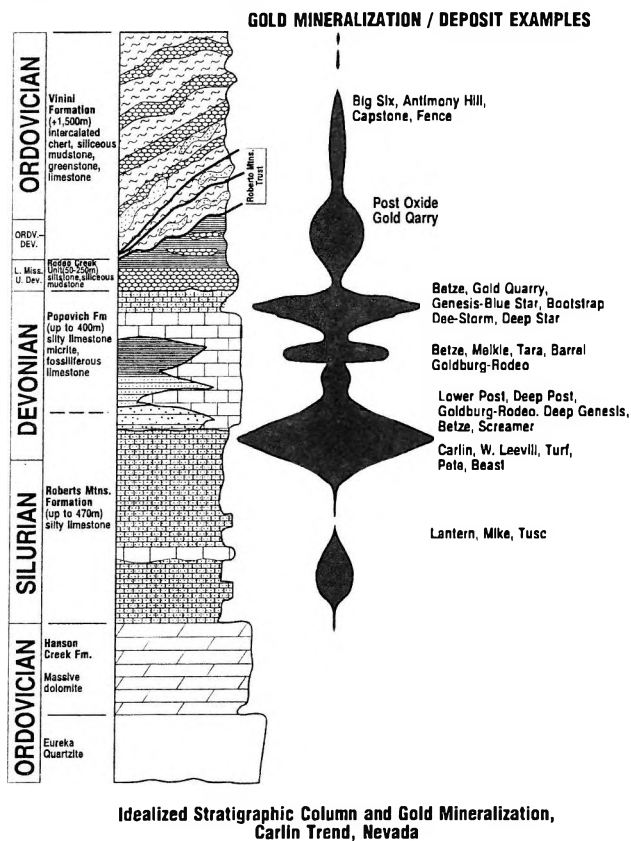 GOLD MINERALIZATION / DEPOSIT EXAMPLES
ORDOVICIAN
Vinini
Formation
(+1,500m)
intercalated
chert, siliceous
mudstone,
greenstone,
limestone
Roberto Mtns.
Trust
Big Six, Antimony Hill,
Capstone, Fence
ORDV.–
DEV.
Post Oxide
Gold Qarry
L. Miss.
U. Dev.
Rodeo Creek
Unit(50-250m)
siltstone,siliceous
mudstone
DEVONIAN
Popovich Fm
(up to 400m)
silty limestone
micrite,
fossiliferous
limestone
Betze, Gold Quarry,
Genesis-Blue Star, Bootstrap
Dee-Storm, Deep Star
Betze, Meikle, Tara, Barrel
Goldburg-Rodeo
Lower Post, Deep Post,
Goldburg-Rodeo. Deep Genesis,
Betze, Screamer
Carlin, W. Leevill, Turf,
Pete, Beast
SILURIAN
Roberts Mtns.
Formation
(up to 470m)
silty limestone
Lantern, Mike, Tusc
ORDOVICIAN
Hanson
Creek Fm.
Massive
dolomite
Eureka
Quartzite
Idealized Stratigraphic Column and Gold Mineralization,
Carlin Trend, Nevada